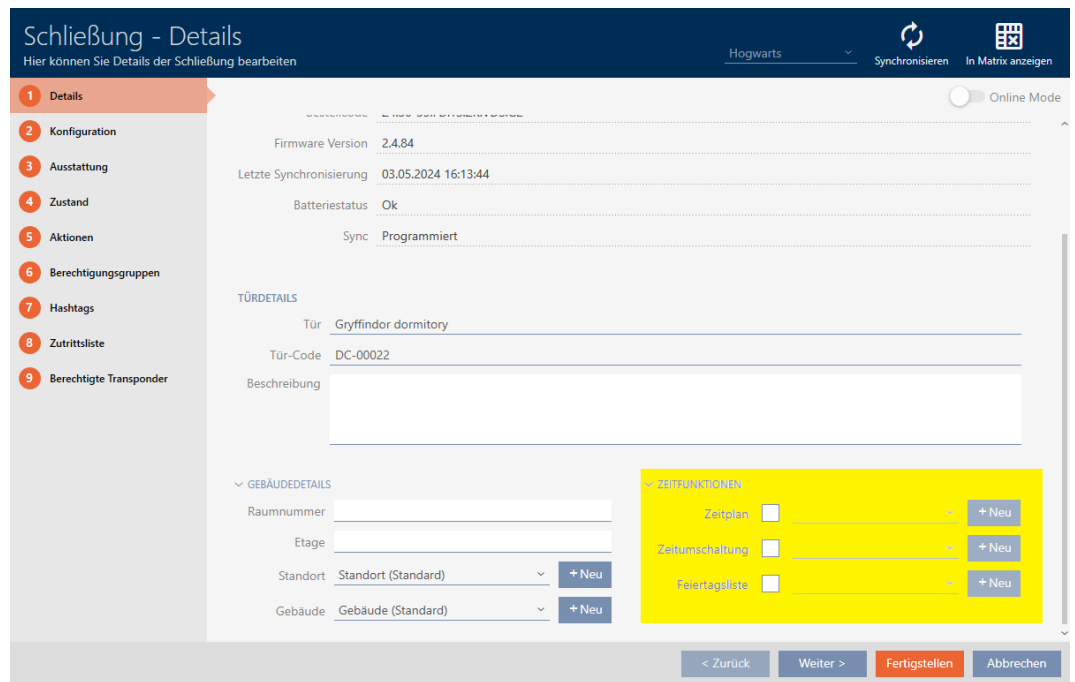 Schließung - Details
Hier können Sie Details der Schließung bearbeiten
Hogwarts
Synchronisieren
In Matrix anzeigen
1 Details
2 Konfiguration
3 Ausstattung
4 Zustand
5 Aktionen
6 Berechtigungsgruppen
7 Hashtags
8 Zutrittsliste
9 Berechtigte Transponder
Online Mode
Firmware Version 2.4.84
Letzte Synchronisierung 03.05.2024 16:13:44
Batteriestatus Ok
Sync Programmiert
TÜRDETAILS
Tür Gryffindor dormitory
Tür-Code DC-00022
Beschreibung
GEBÄUDEDETAILS
Raumnummer
Etage
Standort Standort (Standard) +Neu
Gebäude Gebäude (Standard) +Neu
ZEITFUNKTIONEN
Zeitplan +Neu
Zeitumschaltung +Neu
Feiertagsliste +Neu
< Zurück
Weiter >
Fertigstellen
Abbrechen